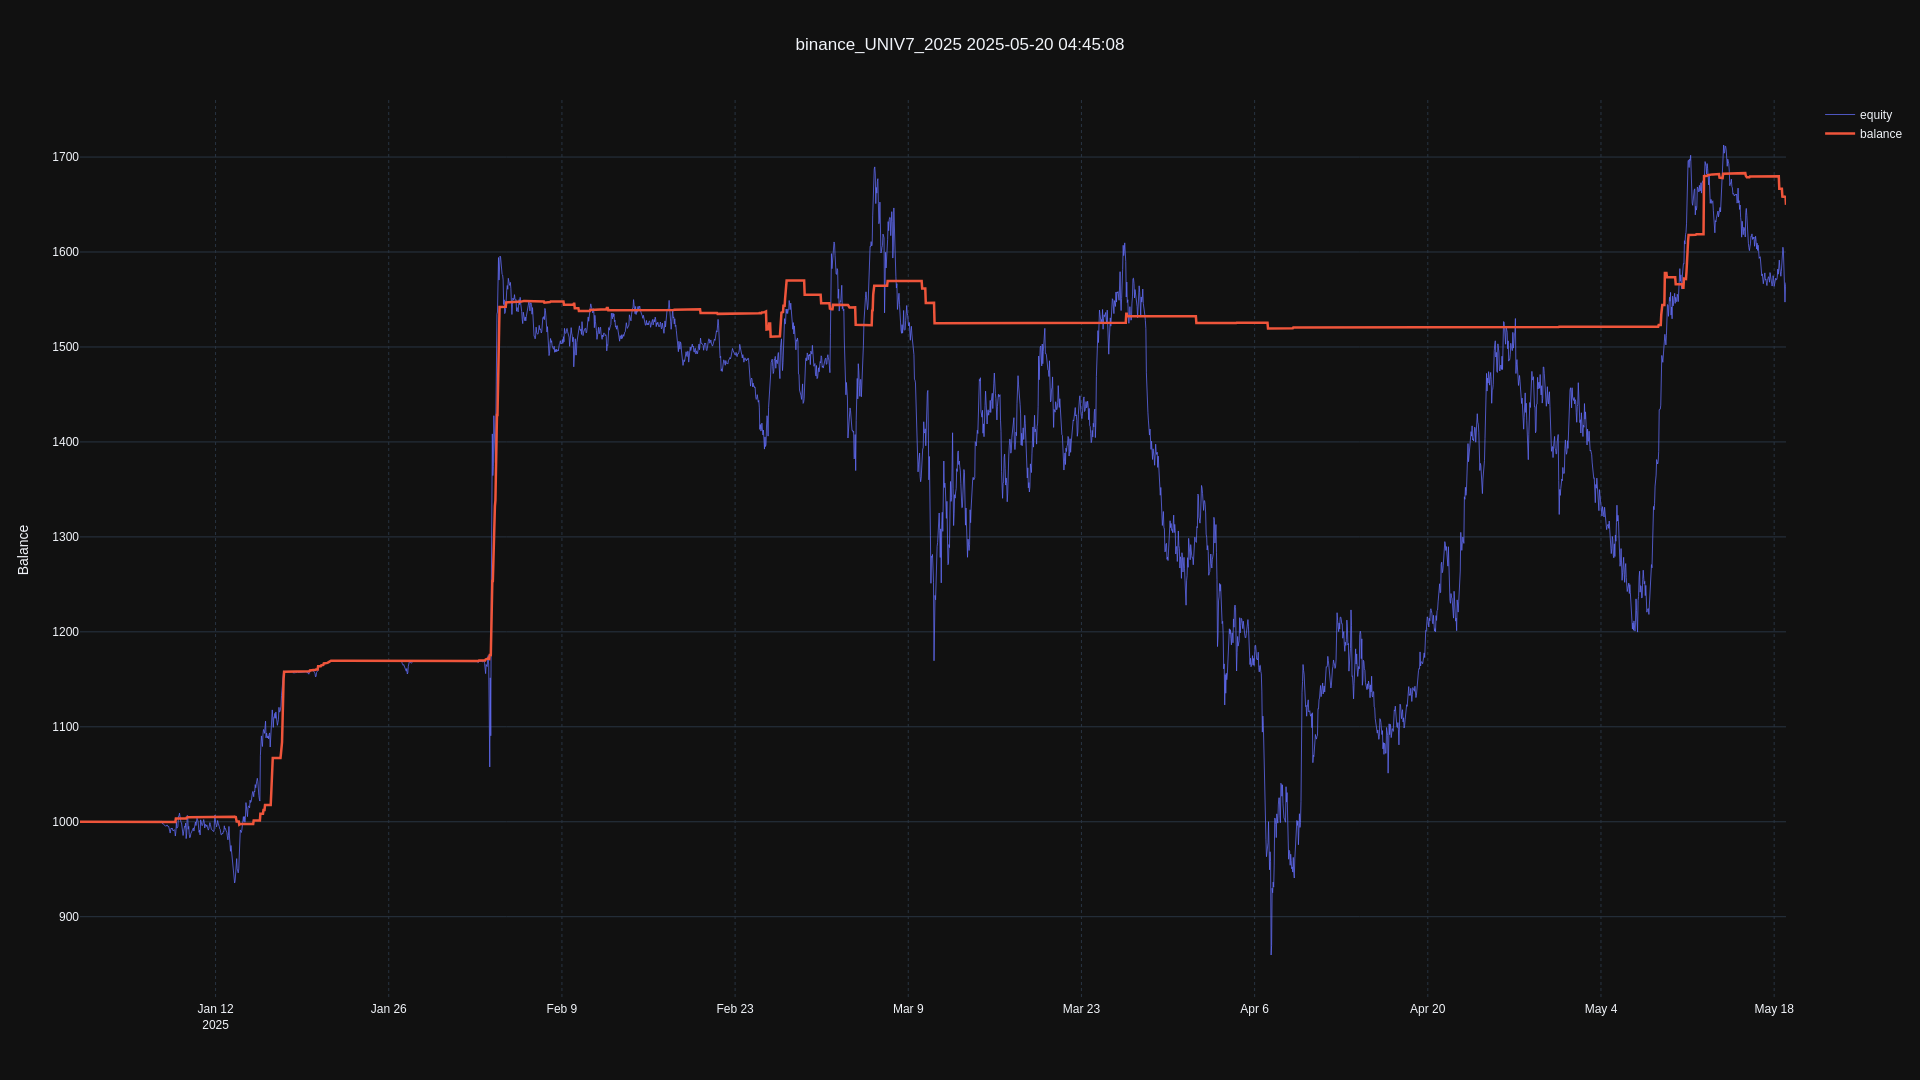 binance_UNIV7_2025 2025-05-20 04:45:08
equity
balance
1700
1600
1500
1400
1300
1200
1100
1000
900
Balance
Jan 12
2025
Jan 26
Feb 9
Feb 23
Mar 9
Mar 23
Apr 6
Apr 20
May 4
May 18